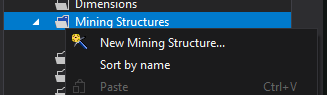 Dimensions
Mining Structures
New Mining Structure...
Sort by name
Paste Ctrl+V